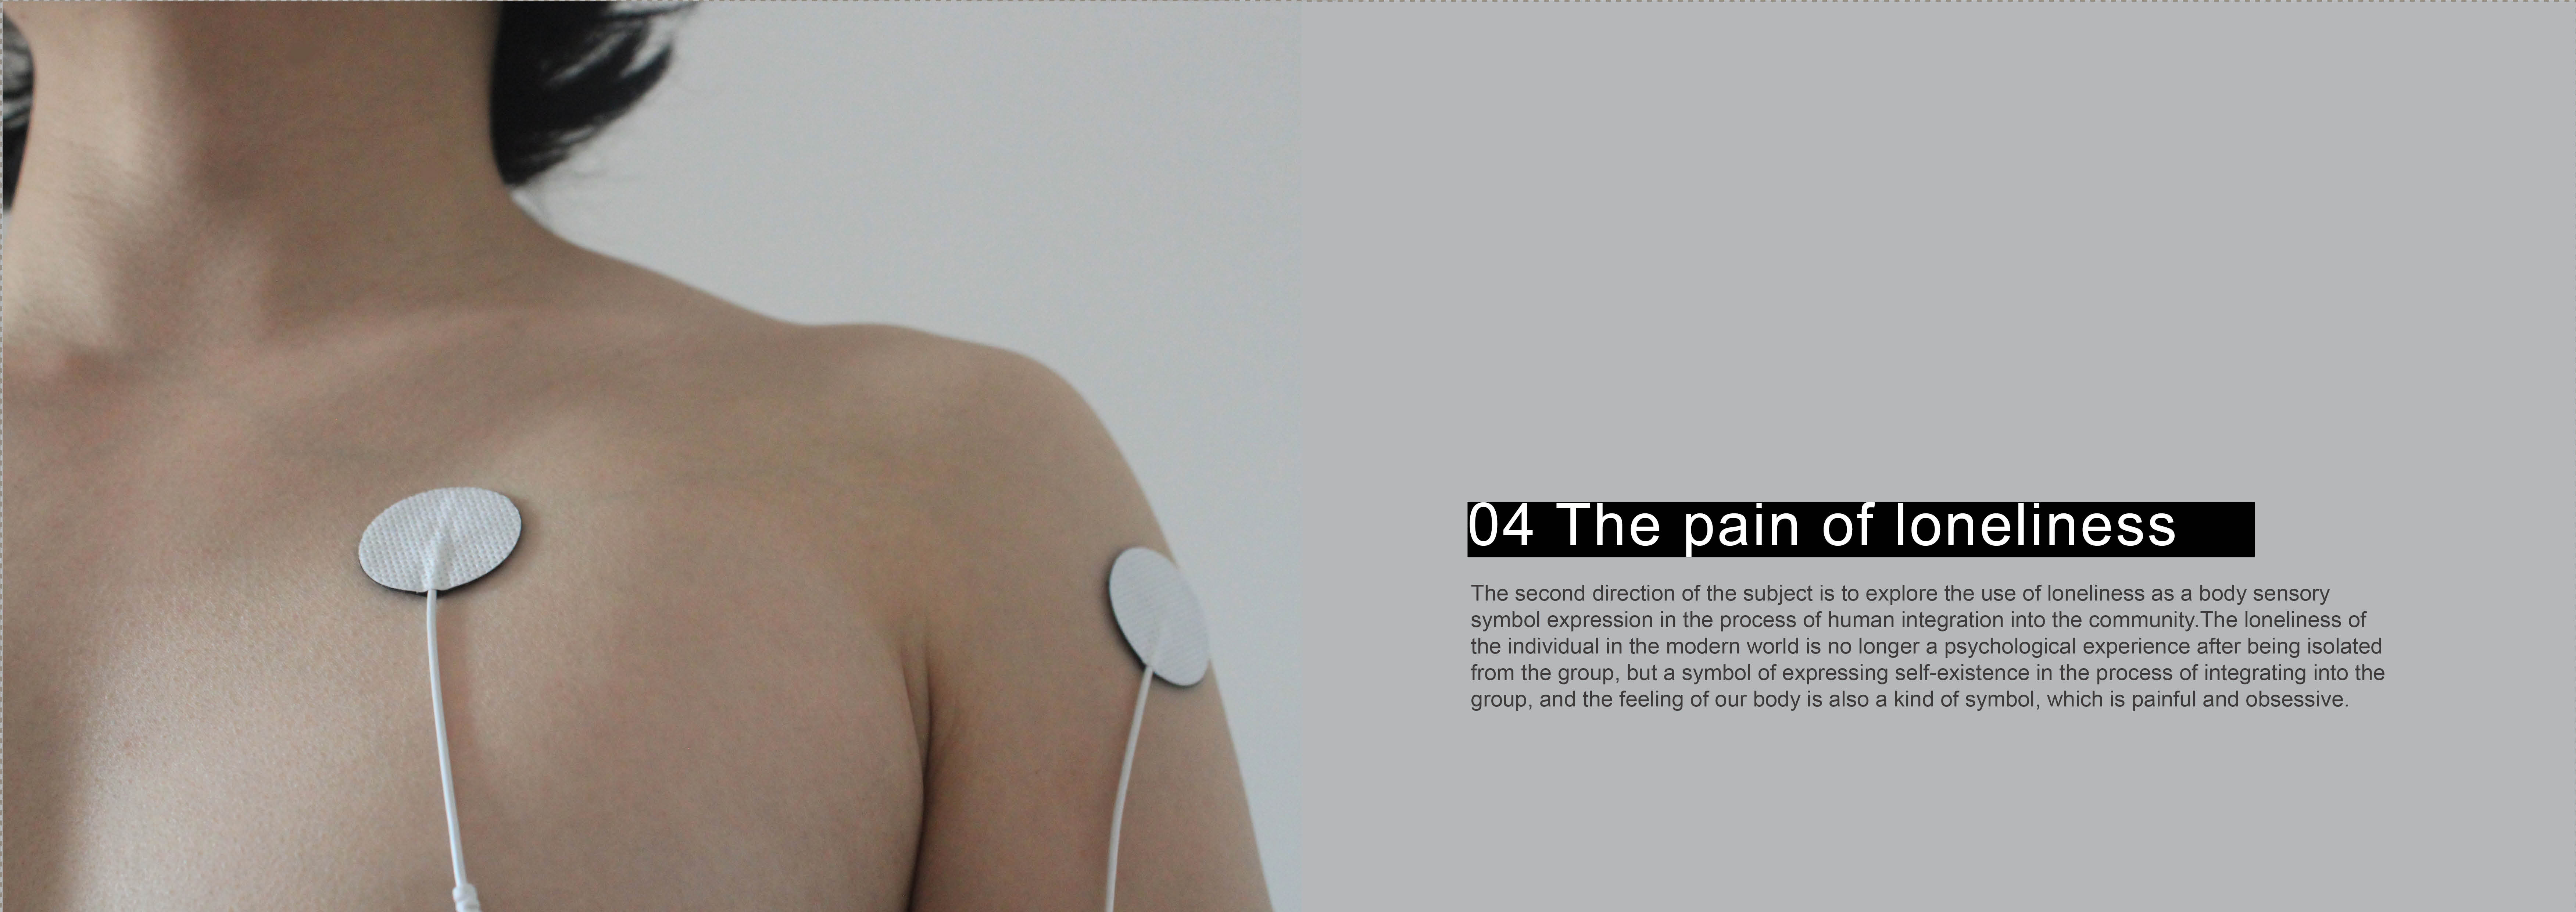 04 The pain of loneliness
The second direction of the subject is to explore the use of loneliness as a body sensory
symbol expression in the process of human integration into the community.The loneliness of
the individual in the modern world is no longer a psychological experience after being isolated
from the group, but a symbol of expressing self-existence in the process of integrating into the
group, and the feeling of our body is also a kind of symbol, which is painful and obsessive.